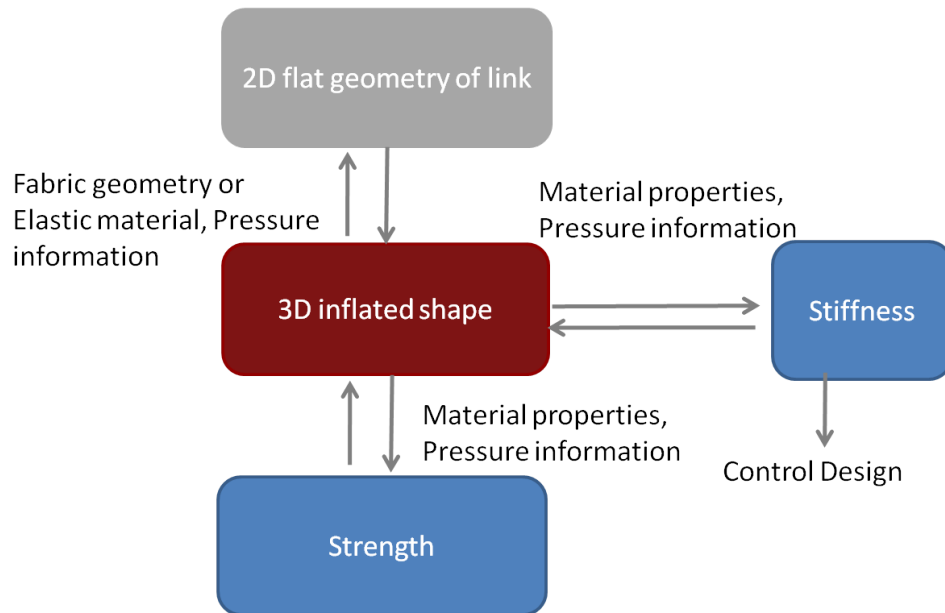 2D flat geometry of link
Fabric geometry or
Elastic material, Pressure
information
Material properties,
Pressure information
3D inflated shape
Stiffness
Material properties,
Pressure information
Control Design
Strength